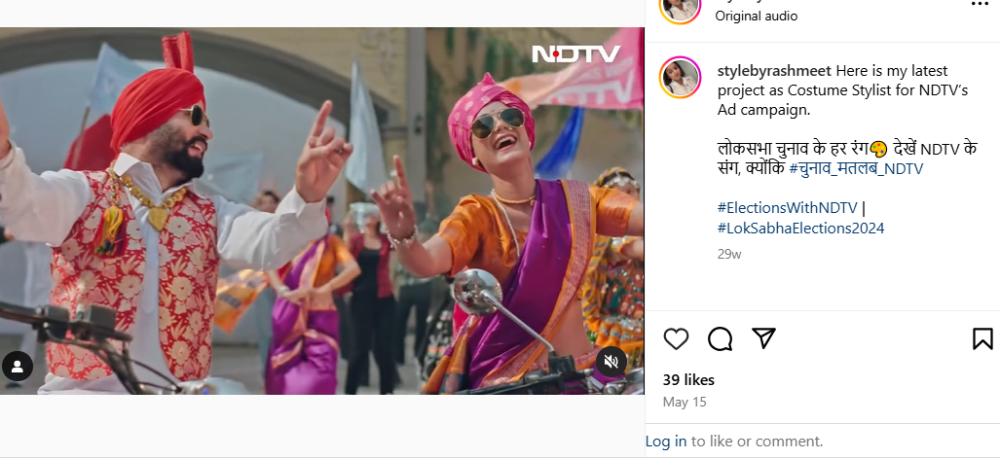 NDTV
Original audio
stylebyrashmeet Here is my latest
project as Costume Stylist for NDTV's
Ad campaign.
लोकसभा चुनाव के हर रंग🎨 देखें NDTV के
संग, क्योंकि #चुनाव_मतलब_NDTV
#ElectionsWithNDTV |
#LokSabhaElections2024
29w
39 likes
May 15
Log in to like or comment.